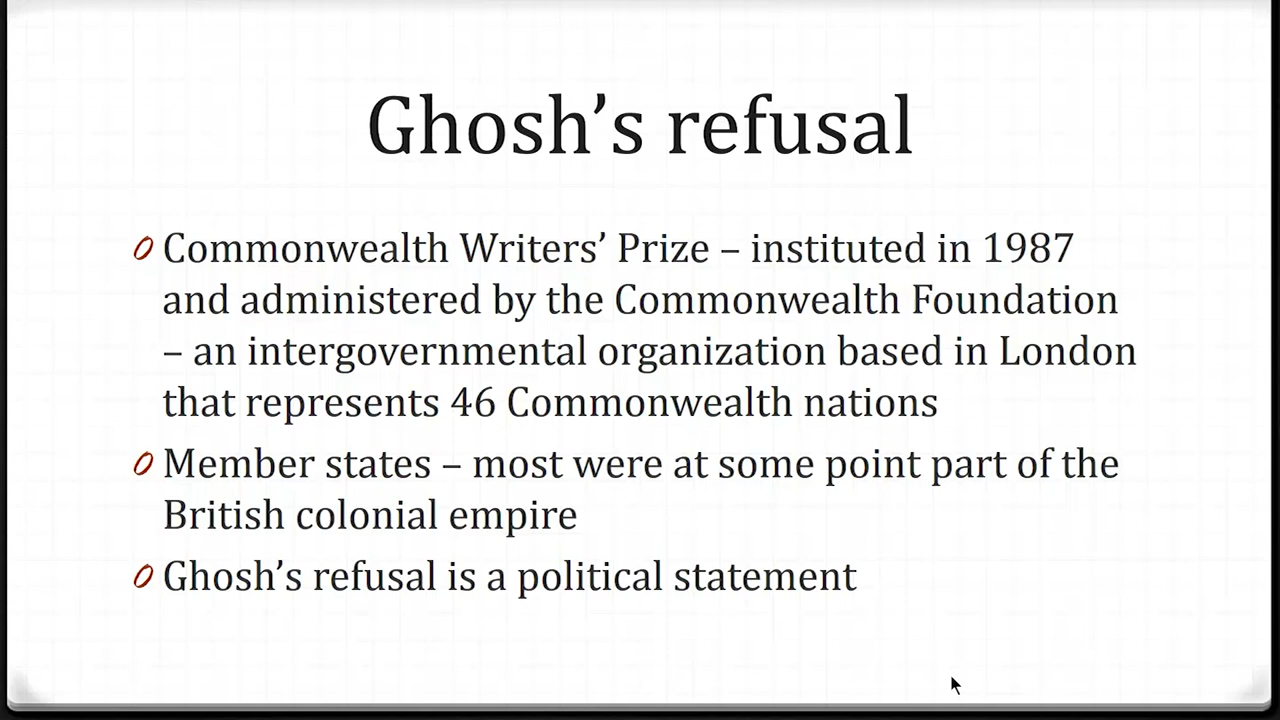 Ghosh’s refusal
Commonwealth Writers’ Prize – instituted in 1987
and administered by the Commonwealth Foundation
– an intergovernmental organization based in London
that represents 46 Commonwealth nations
Member states – most were at some point part of the
British colonial empire
Ghosh’s refusal is a political statement